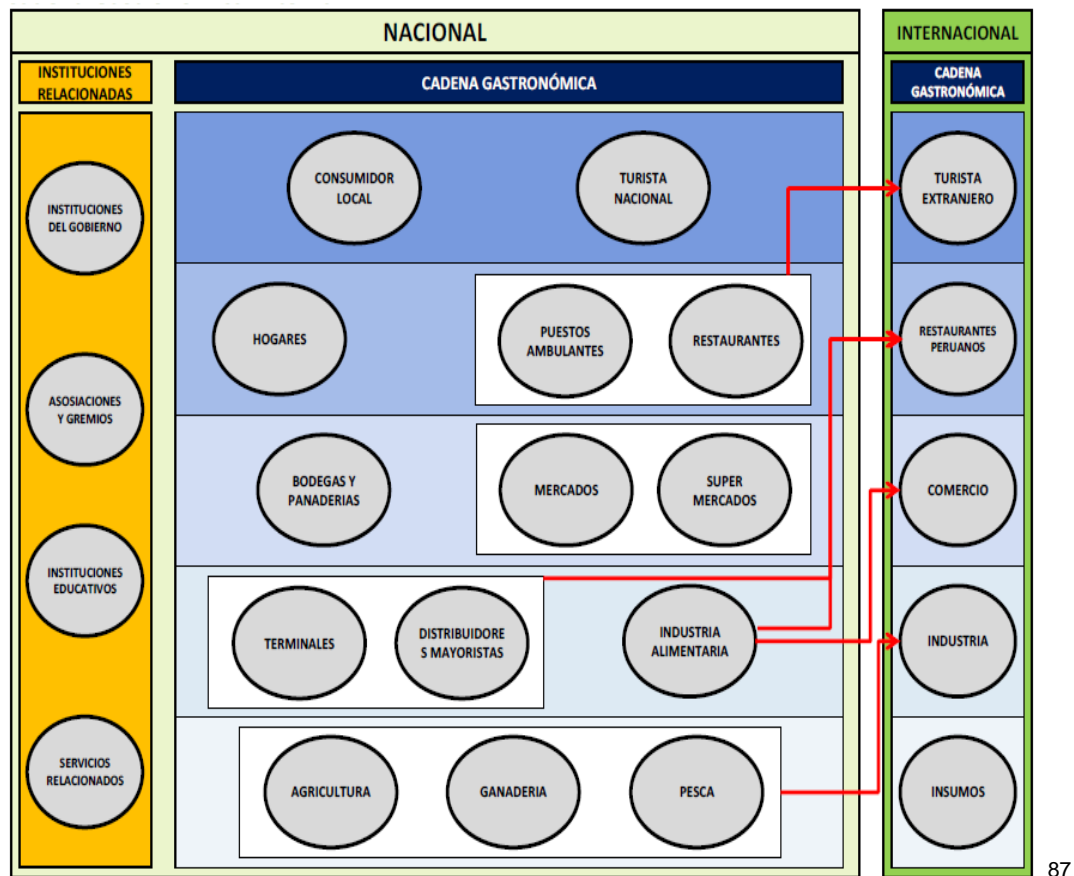 NACIONAL
INTERNACIONAL
INSTITUCIONES
RELACIONADAS
CADENA GASTRONÓMICA
CADENA
GASTRONÓMICA
INSTITUCIONES
DEL GOBIERNO
ASOSIACIONES
Y GREMIOS
INSTITUCIONES
EDUCATIVOS
SERVICIOS
RELACIONADOS
CONSUMIDOR
LOCAL
TURISTA
NACIONAL
TURISTA
EXTRANJERO
HOGARES
PUESTOS
AMBULANTES
RESTAURANTES
RESTAURANTES
PERUANOS
BODEGAS Y
PANADERIAS
MERCADOS
SUPER
MERCADOS
COMERCIO
TERMINALES
DISTRIBUIDORE
S MAYORISTAS
INDUSTRIA
ALIMENTARIA
INDUSTRIA
AGRICULTURA
GANADERIA
PESCA
INSUMOS
87